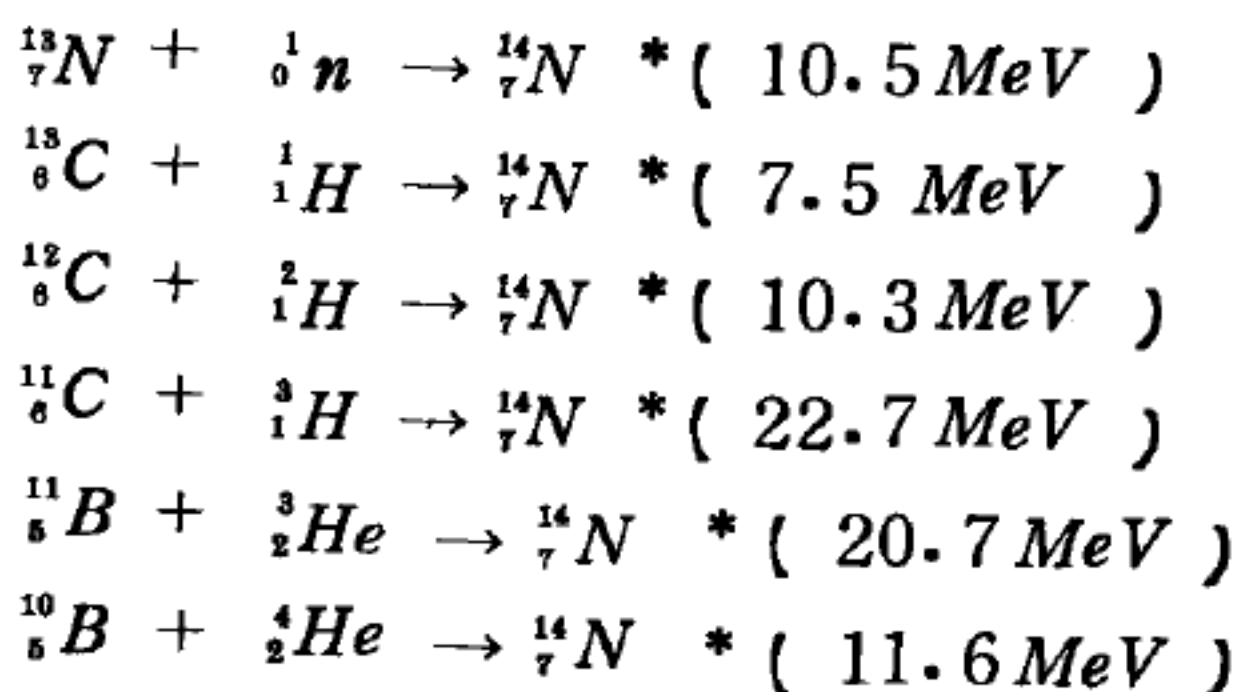 ¹³₇N + ¹₀n → ¹⁴₇N * ( 10.5 MeV )
¹³₆C + ¹₁H → ¹⁴₇N * ( 7.5 MeV )
¹²₆C + ²₁H → ¹⁴₇N * ( 10.3 MeV )
¹¹₆C + ³₁H → ¹⁴₇N * ( 22.7 MeV )
¹¹₅B + ³₂He → ¹⁴₇N * ( 20.7 MeV )
¹⁰₅B + ⁴₂He → ¹⁴₇N * ( 11.6 MeV )